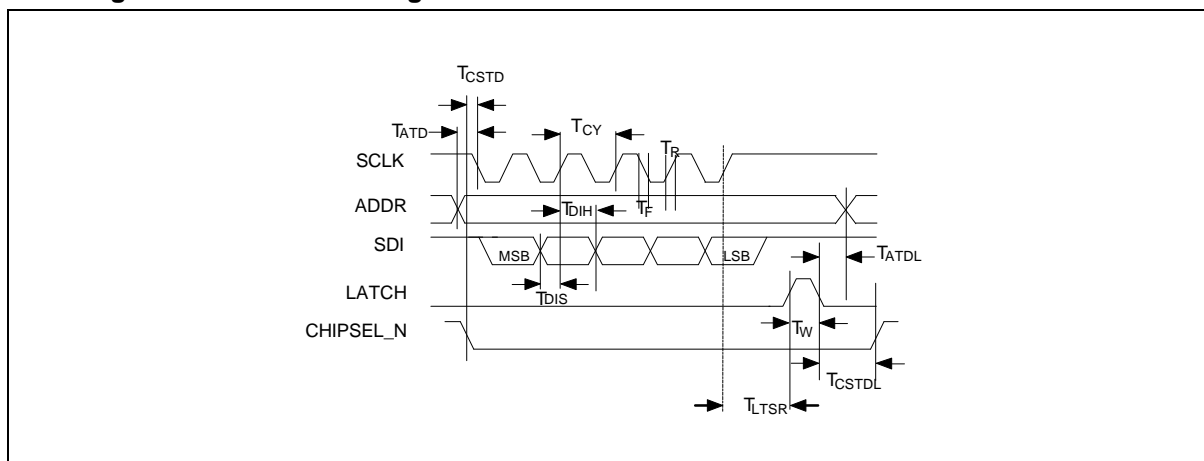 TCSTD
TATD
TCY
TR
SCLK
ADDR
TDIH
TF
SDI
MSB
LSB
TATDL
TDIS
LATCH
TW
CHIPSEL_N
TCSTDL
TLTSR